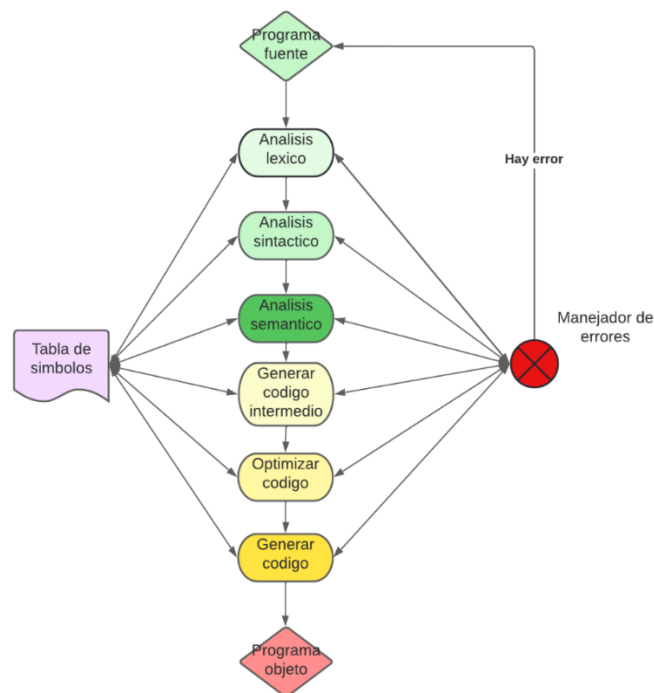 Programa
fuente
Analisis
lexico
Hay error
Analisis
sintactico
Analisis
semantico
Manejador de
errores
Tabla de
simbolos
Generar
codigo
intermedio
Optimizar
codigo
Generar
codigo
Programa
objeto